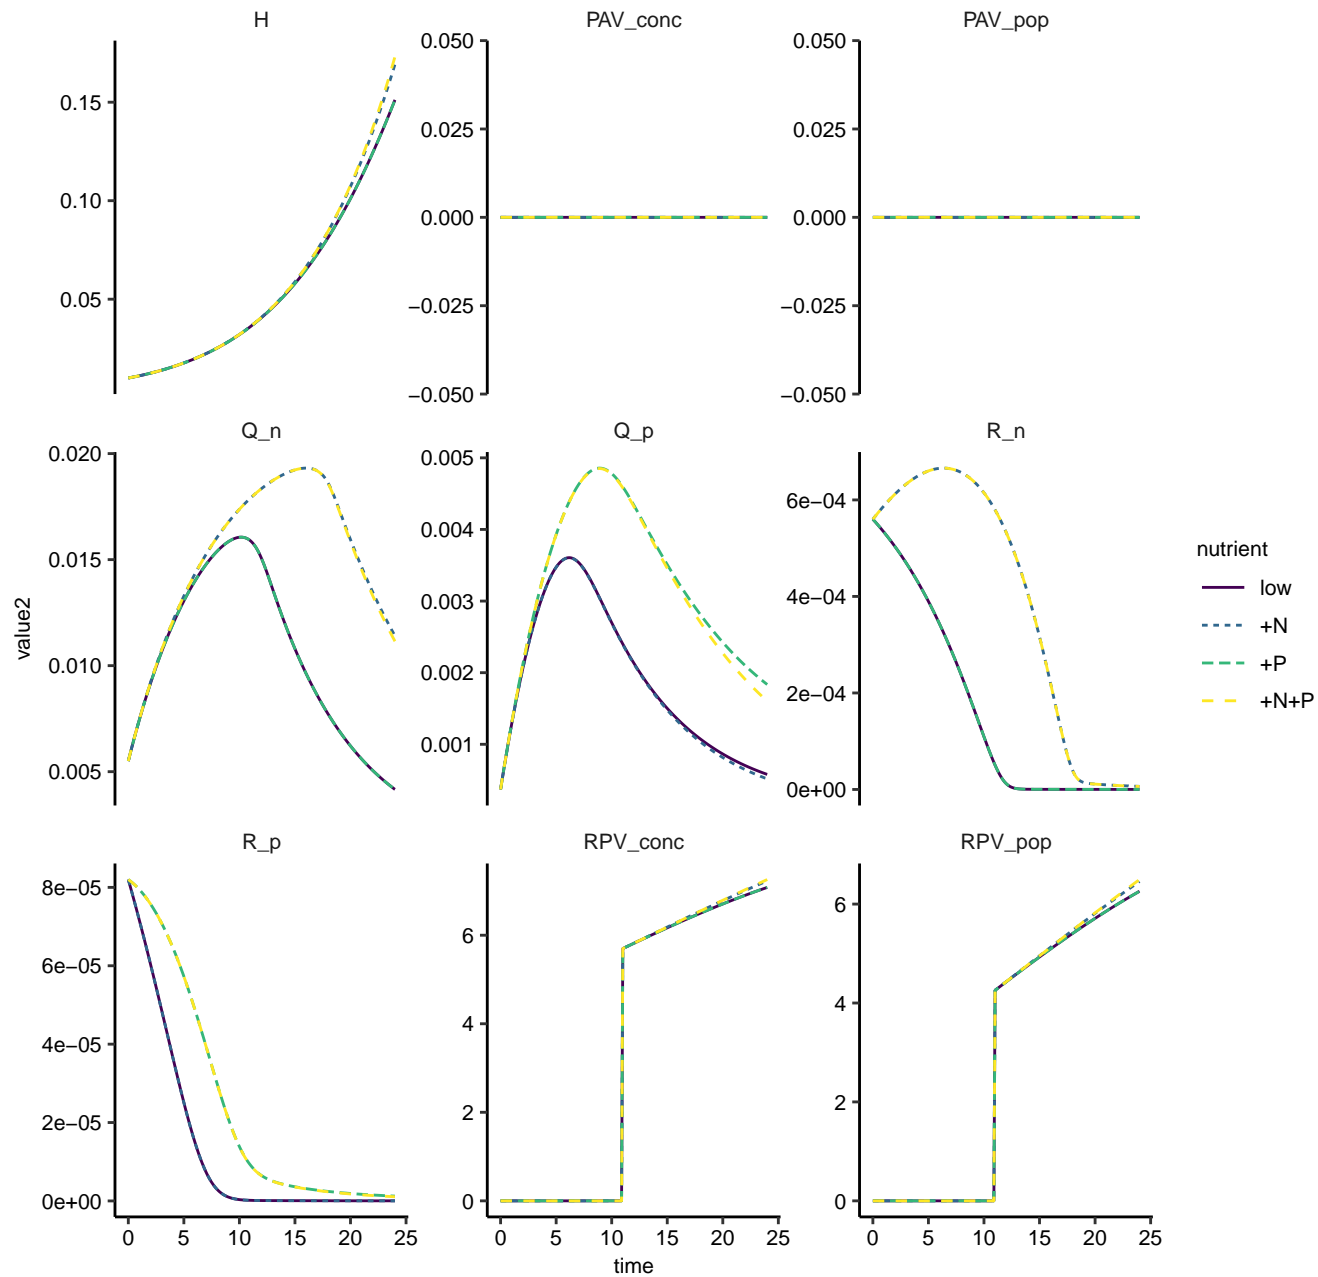 H
PAV_conc
PAV_pop
0.15
0.10
0.05
0.050
0.025
0.000
−0.025
−0.050
0.050
0.025
0.000
−0.025
−0.050
Q_n
Q_p
R_n
0.020
0.015
0.010
0.005
0.005
0.004
0.003
0.002
0.001
6e−04
4e−04
2e−04
0e+00
R_p
RPV_conc
RPV_pop
8e−05
6e−05
4e−05
2e−05
0e+00
6
4
2
0
6
4
2
0
0 5 10 15 20 25
0 5 10 15 20 25
0 5 10 15 20 25
time
value2
nutrient
low
+N
+P
+N+P